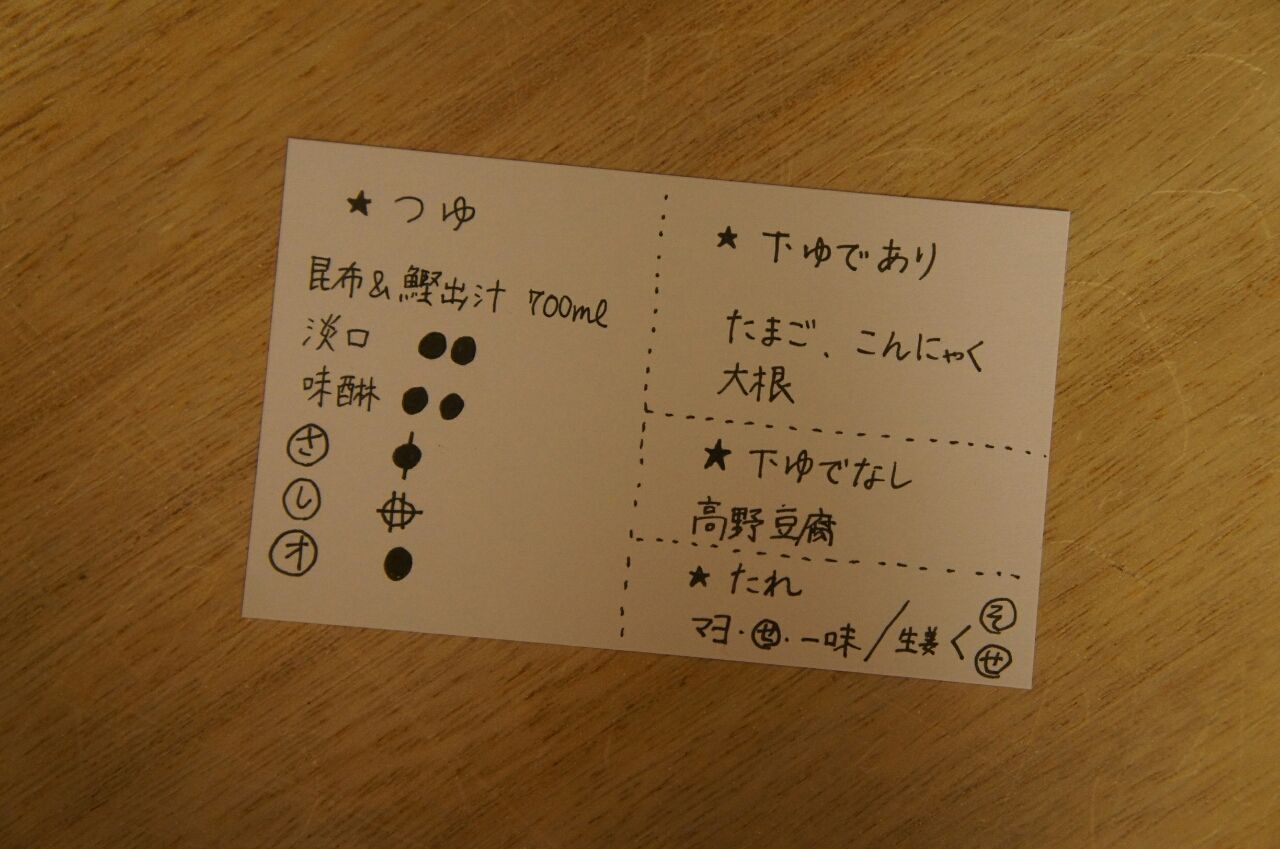 ★ つゆ
昆布&鰹出汁 700ml
淡口 ●●
味醂 ●●
さ
し
オ ●
★ 下ゆであり
たまご、こんにゃく
大根
★ 下ゆでなし
高野豆腐
★ たれ
マヨ・せ・一味/生姜くそ
せ